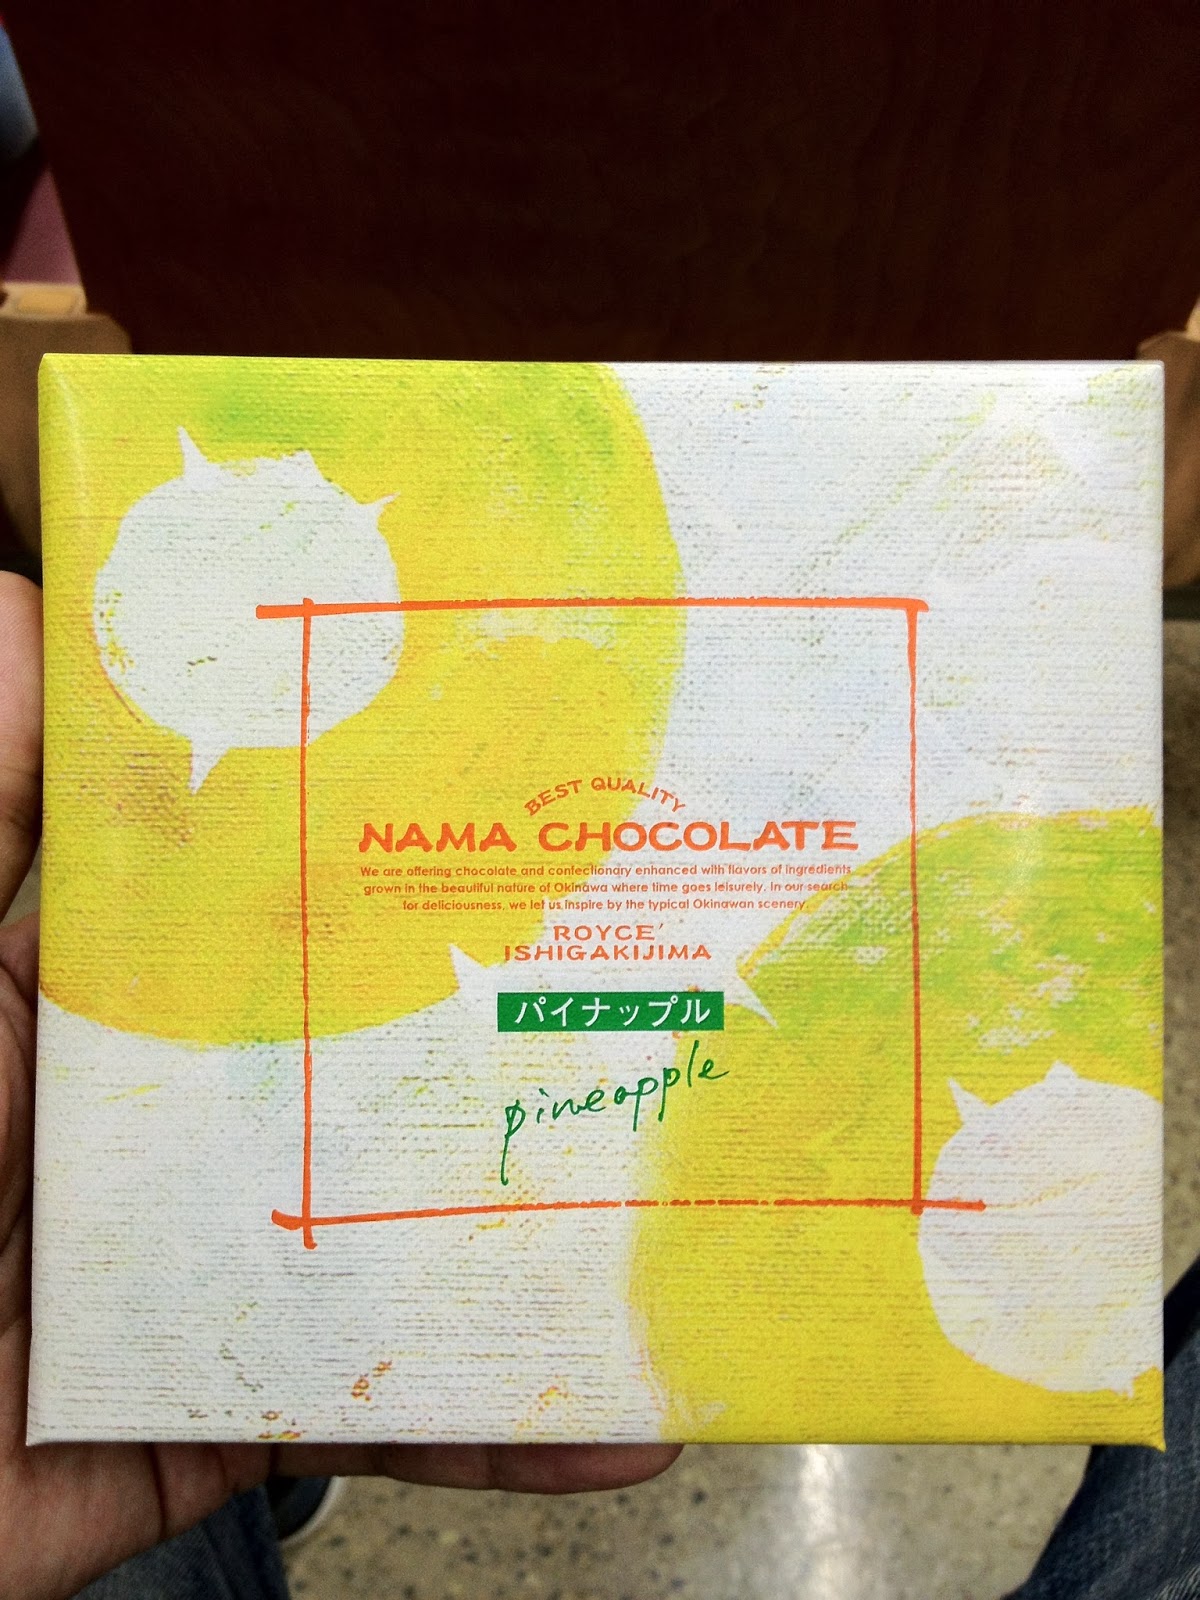 BEST QUALITY
NAMA CHOCOLATE
We are offering chocolate and confectionary enhanced with flavors of ingredients
grown in the beautiful nature of Okinawa where time goes leisurely. In our search
for deliciousness, we let us inspire by the typical Okinawan scenery.
ROYCE'
ISHIGAKIJIMA
パイナップル
pineapple